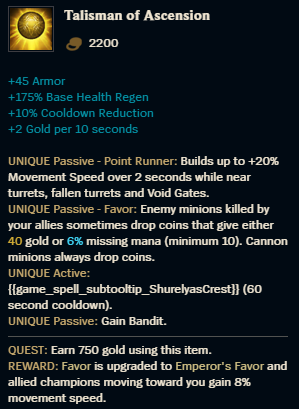 Talisman of Ascension
2200
+45 Armor
+175% Base Health Regen
+10% Cooldown Reduction
+2 Gold per 10 seconds
UNIQUE Passive - Point Runner: Builds up to +20%
Movement Speed over 2 seconds while near
turrets, fallen turrets and Void Gates.
UNIQUE Passive - Favor: Enemy minions killed by
your allies sometimes drop coins that give either
40 gold or 6% missing mana (minimum 10). Cannon
minions always drop coins.
UNIQUE Active:
{{game_spell_subtooltip_ShurelyasCrest}} (60
second cooldown).
UNIQUE Passive: Gain Bandit.
QUEST: Earn 750 gold using this item.
REWARD: Favor is upgraded to Emperor's Favor and
allied champions moving toward you gain 8%
movement speed.